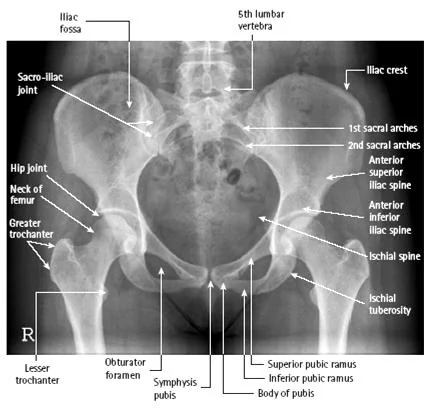 Iliac
fossa
5th lumbar
vertebra
Iliac crest
Sacro-iliac
joint
1st sacral arches
2nd sacral arches
Anterior
superior
iliac spine
Hip joint
Neck of
femur
Anterior
inferior
iliac spine
Greater
trochanter
Ischial spine
Ischial
tuberosity
R
Lesser
trochanter
Obturator
foramen
Symphysis
pubis
Superior pubic ramus
Inferior pubic ramus
Body of pubis